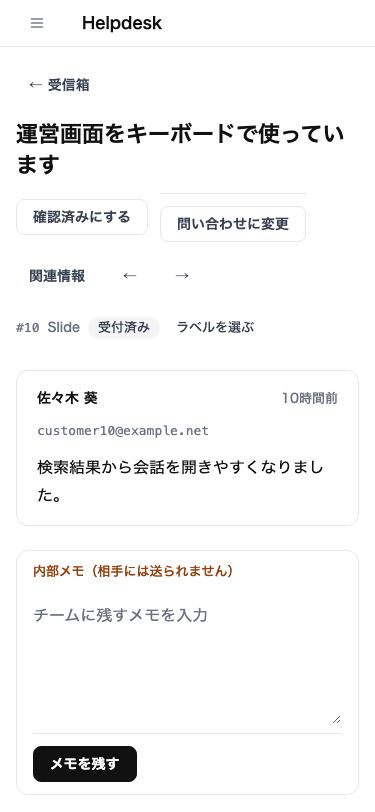 Helpdesk
← 受信箱
運営画面をキーボードで使ってい
ます
確認済みにする
問い合わせに変更
関連情報 ← →
#10 Slide 受付済み ラベルを選ぶ
佐々木 葵 10時間前
customer10@example.net
検索結果から会話を開きやすくなりまし
た。
内部メモ（相手には送られません）
チームに残すメモを入力
メモを残す